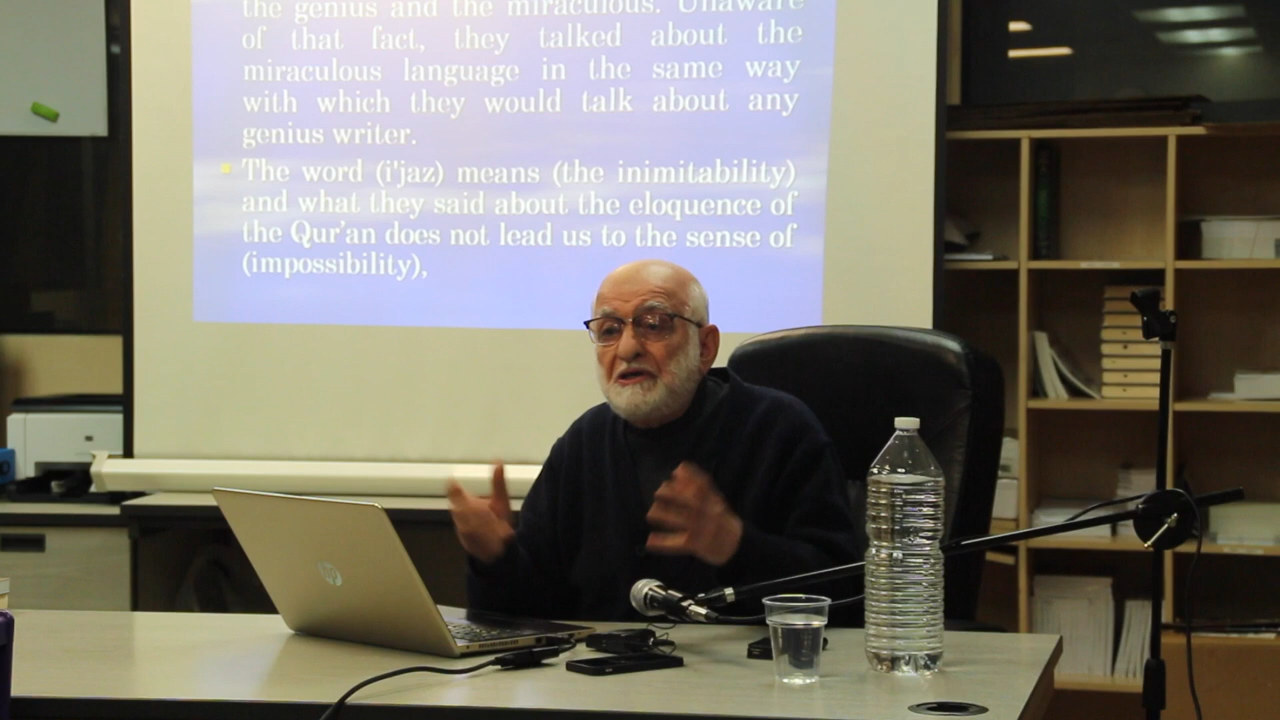 the genius and the miraculous. Unaware
of that fact, they talked about the
miraculous language in the same way
with which they would talk about any
genius writer.
The word (i'jaz) means (the inimitability)
and what they said about the eloquence of
the Qur'an does not lead us to the sense of
(impossibility),
hp